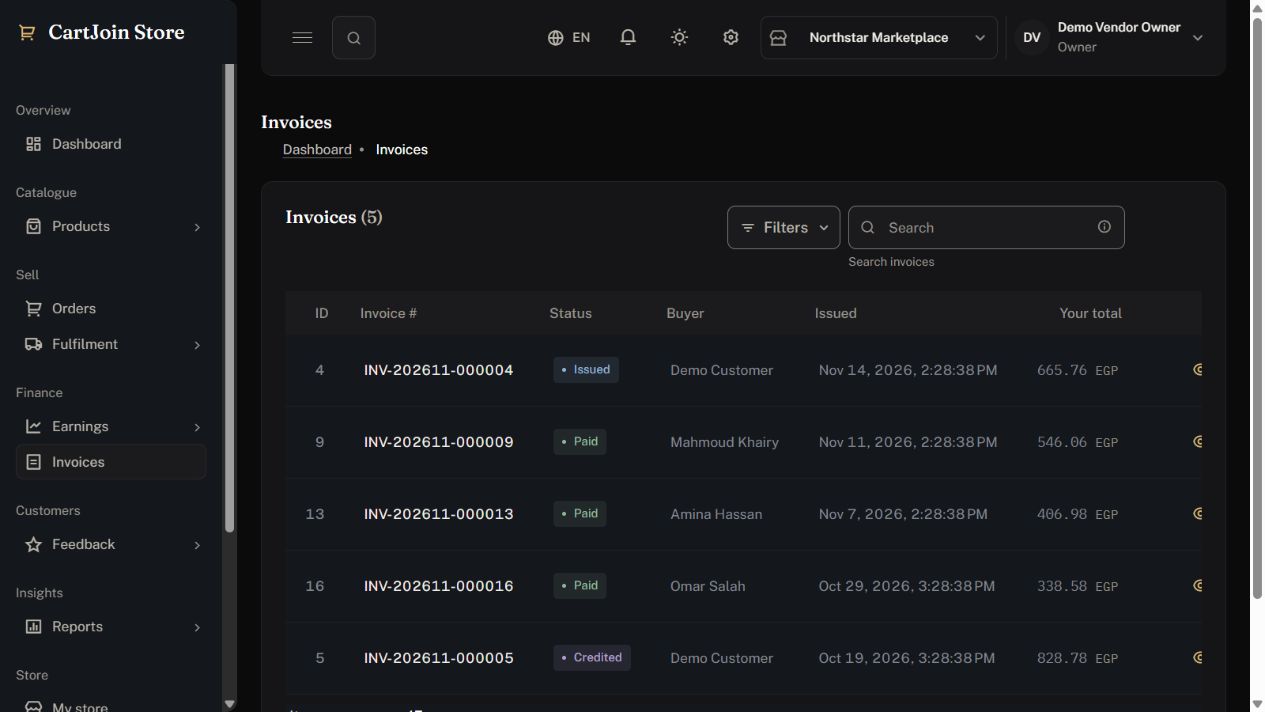 CartJoin Store
EN
Northstar Marketplace
DV
Demo Vendor Owner
Owner
Overview
Dashboard
Catalogue
Products
Sell
Orders
Fulfilment
Finance
Earnings
Invoices
Customers
Feedback
Insights
Reports
Store
My store
Invoices
Dashboard • Invoices
Invoices (5)
Filters
Search
Search invoices
ID Invoice # Status Buyer Issued Your total
4 INV-202611-000004 • Issued Demo Customer Nov 14, 2026, 2:28:38 PM 665.76 EGP
9 INV-202611-000009 • Paid Mahmoud Khairy Nov 11, 2026, 2:28:38 PM 546.06 EGP
13 INV-202611-000013 • Paid Amina Hassan Nov 7, 2026, 2:28:38 PM 406.98 EGP
16 INV-202611-000016 • Paid Omar Salah Oct 29, 2026, 3:28:38 PM 338.58 EGP
5 INV-202611-000005 • Credited Demo Customer Oct 19, 2026, 3:28:38 PM 828.78 EGP